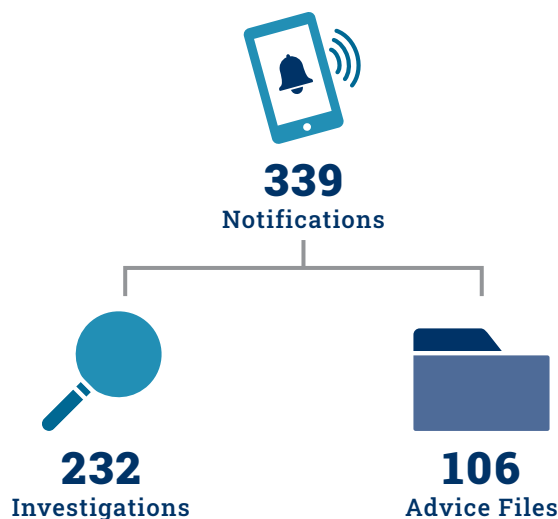 339
Notifications
232
Investigations
106
Advice Files